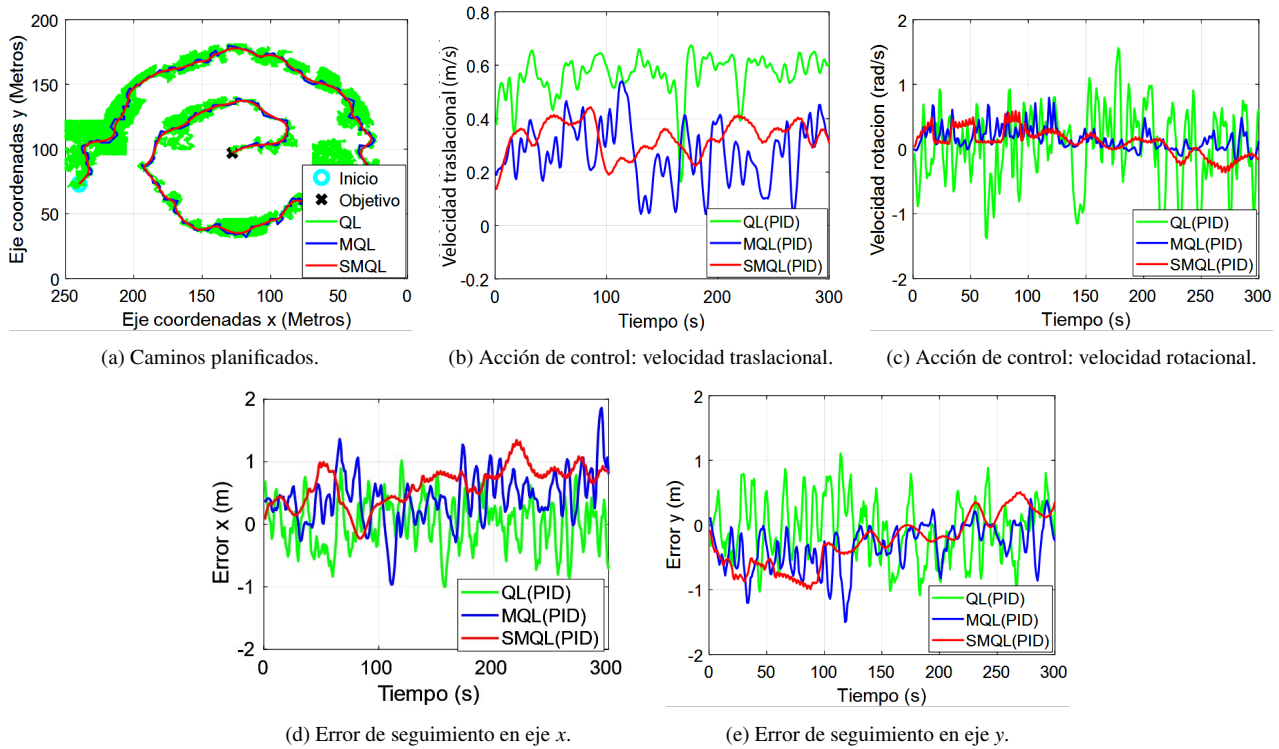 200
150
100
50
0
Eje coordenadas y (Metros)
250 200 150 100 50 0
Eje coordenadas x (Metros)
Inicio
Objetivo
QL
MQL
SMQL
(a) Caminos planificados.
0.8
0.6
0.4
0.2
0
-0.2
Velocidad traslacional (m/s)
0 100 200 300
Tiempo (s)
QL(PID)
MQL(PID)
SMQL(PID)
(b) Acción de control: velocidad traslacional.
2
1
0
-1
-2
Velocidad rotacion (rad/s)
0 50 100 150 200 250 300
Tiempo (s)
QL(PID)
MQL(PID)
SMQL(PID)
(c) Acción de control: velocidad rotacional.
2
1
0
-1
-2
Error x (m)
0 100 200 300
Tiempo (s)
QL(PID)
MQL(PID)
SMQL(PID)
(d) Error de seguimiento en eje x.
2
1
0
-1
-2
Error y (m)
0 50 100 150 200 250 300
Tiempo (s)
QL(PID)
MQL(PID)
SMQL(PID)
(e) Error de seguimiento en eje y.